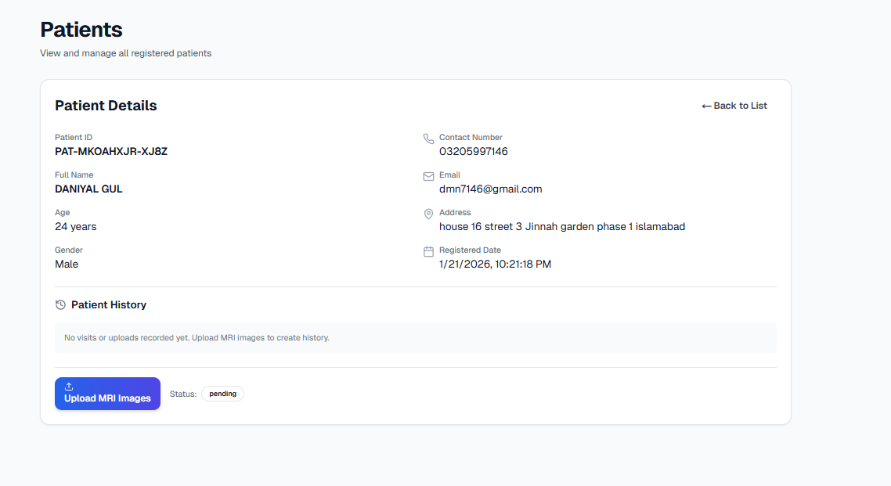 Patients
View and manage all registered patients
Patient Details
← Back to List
Patient ID
PAT-MKOAHXJR-XJ8Z
Full Name
DANIYAL GUL
Age
24 years
Gender
Male
Contact Number
03205997146
Email
dmn7146@gmail.com
Address
house 16 street 3 Jinnah garden phase 1 islamabad
Registered Date
1/21/2026, 10:21:18 PM
Patient History
No visits or uploads recorded yet. Upload MRI images to create history.
Upload MRI Images
Status: pending